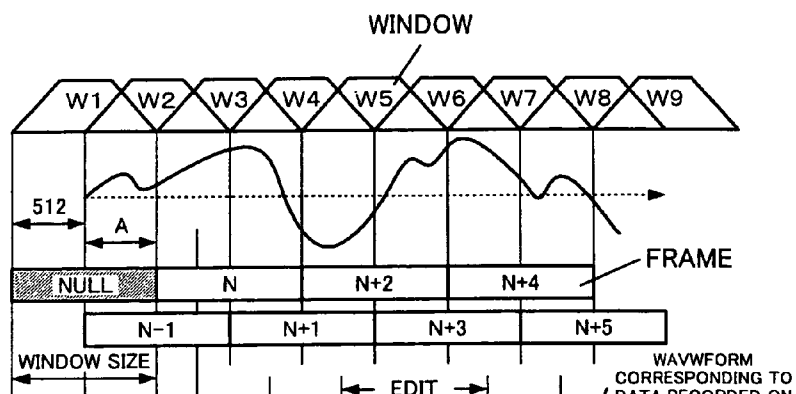 WINDOW
W1 W2 W3 W4 W5 W6 W7 W8 W9
512
A
FRAME
NULL N N+2 N+4
N-1 N+1 N+3 N+5
WINDOW SIZE
WAVWFORM
CORRESPONDING TO
EDIT
DATA RECORDED ON